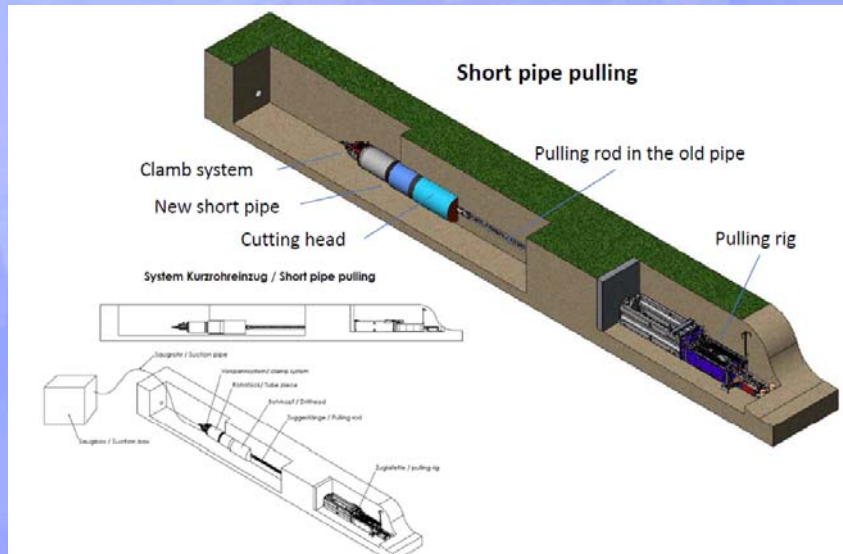 Short pipe pulling
Pulling rod in the old pipe
Clamb system
New short pipe
Cutting head
Pulling rig
System Kurzrohreinzug / Short pipe pulling
Saugrohr / Suction pipe
Verspannsystem/ clamp system
Rohrstück/ Tube piece
Bohrkopf / Drillhead
Zuggestänge / Pulling rod
Saugbox / Suction box
Zuglafette / pulling rig